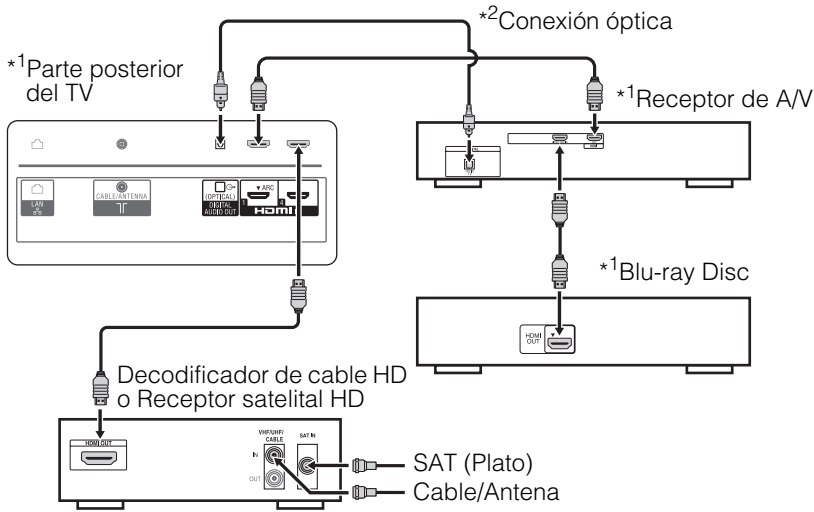 *2Conexión óptica
*1Parte posterior
del TV
*1Receptor de A/V
LAN
CABLE/ANTENNA
(OPTICAL)
DIGITAL
AUDIO OUT
▼ ARC
1
4
HDMI
*1Blu-ray Disc
HDMI
OUT
Decodificador de cable HD
o Receptor satelital HD
HDMI OUT
VHF/UHF/
CABLE
SAT IN
IN
OUT
SAT (Plato)
Cable/Antena